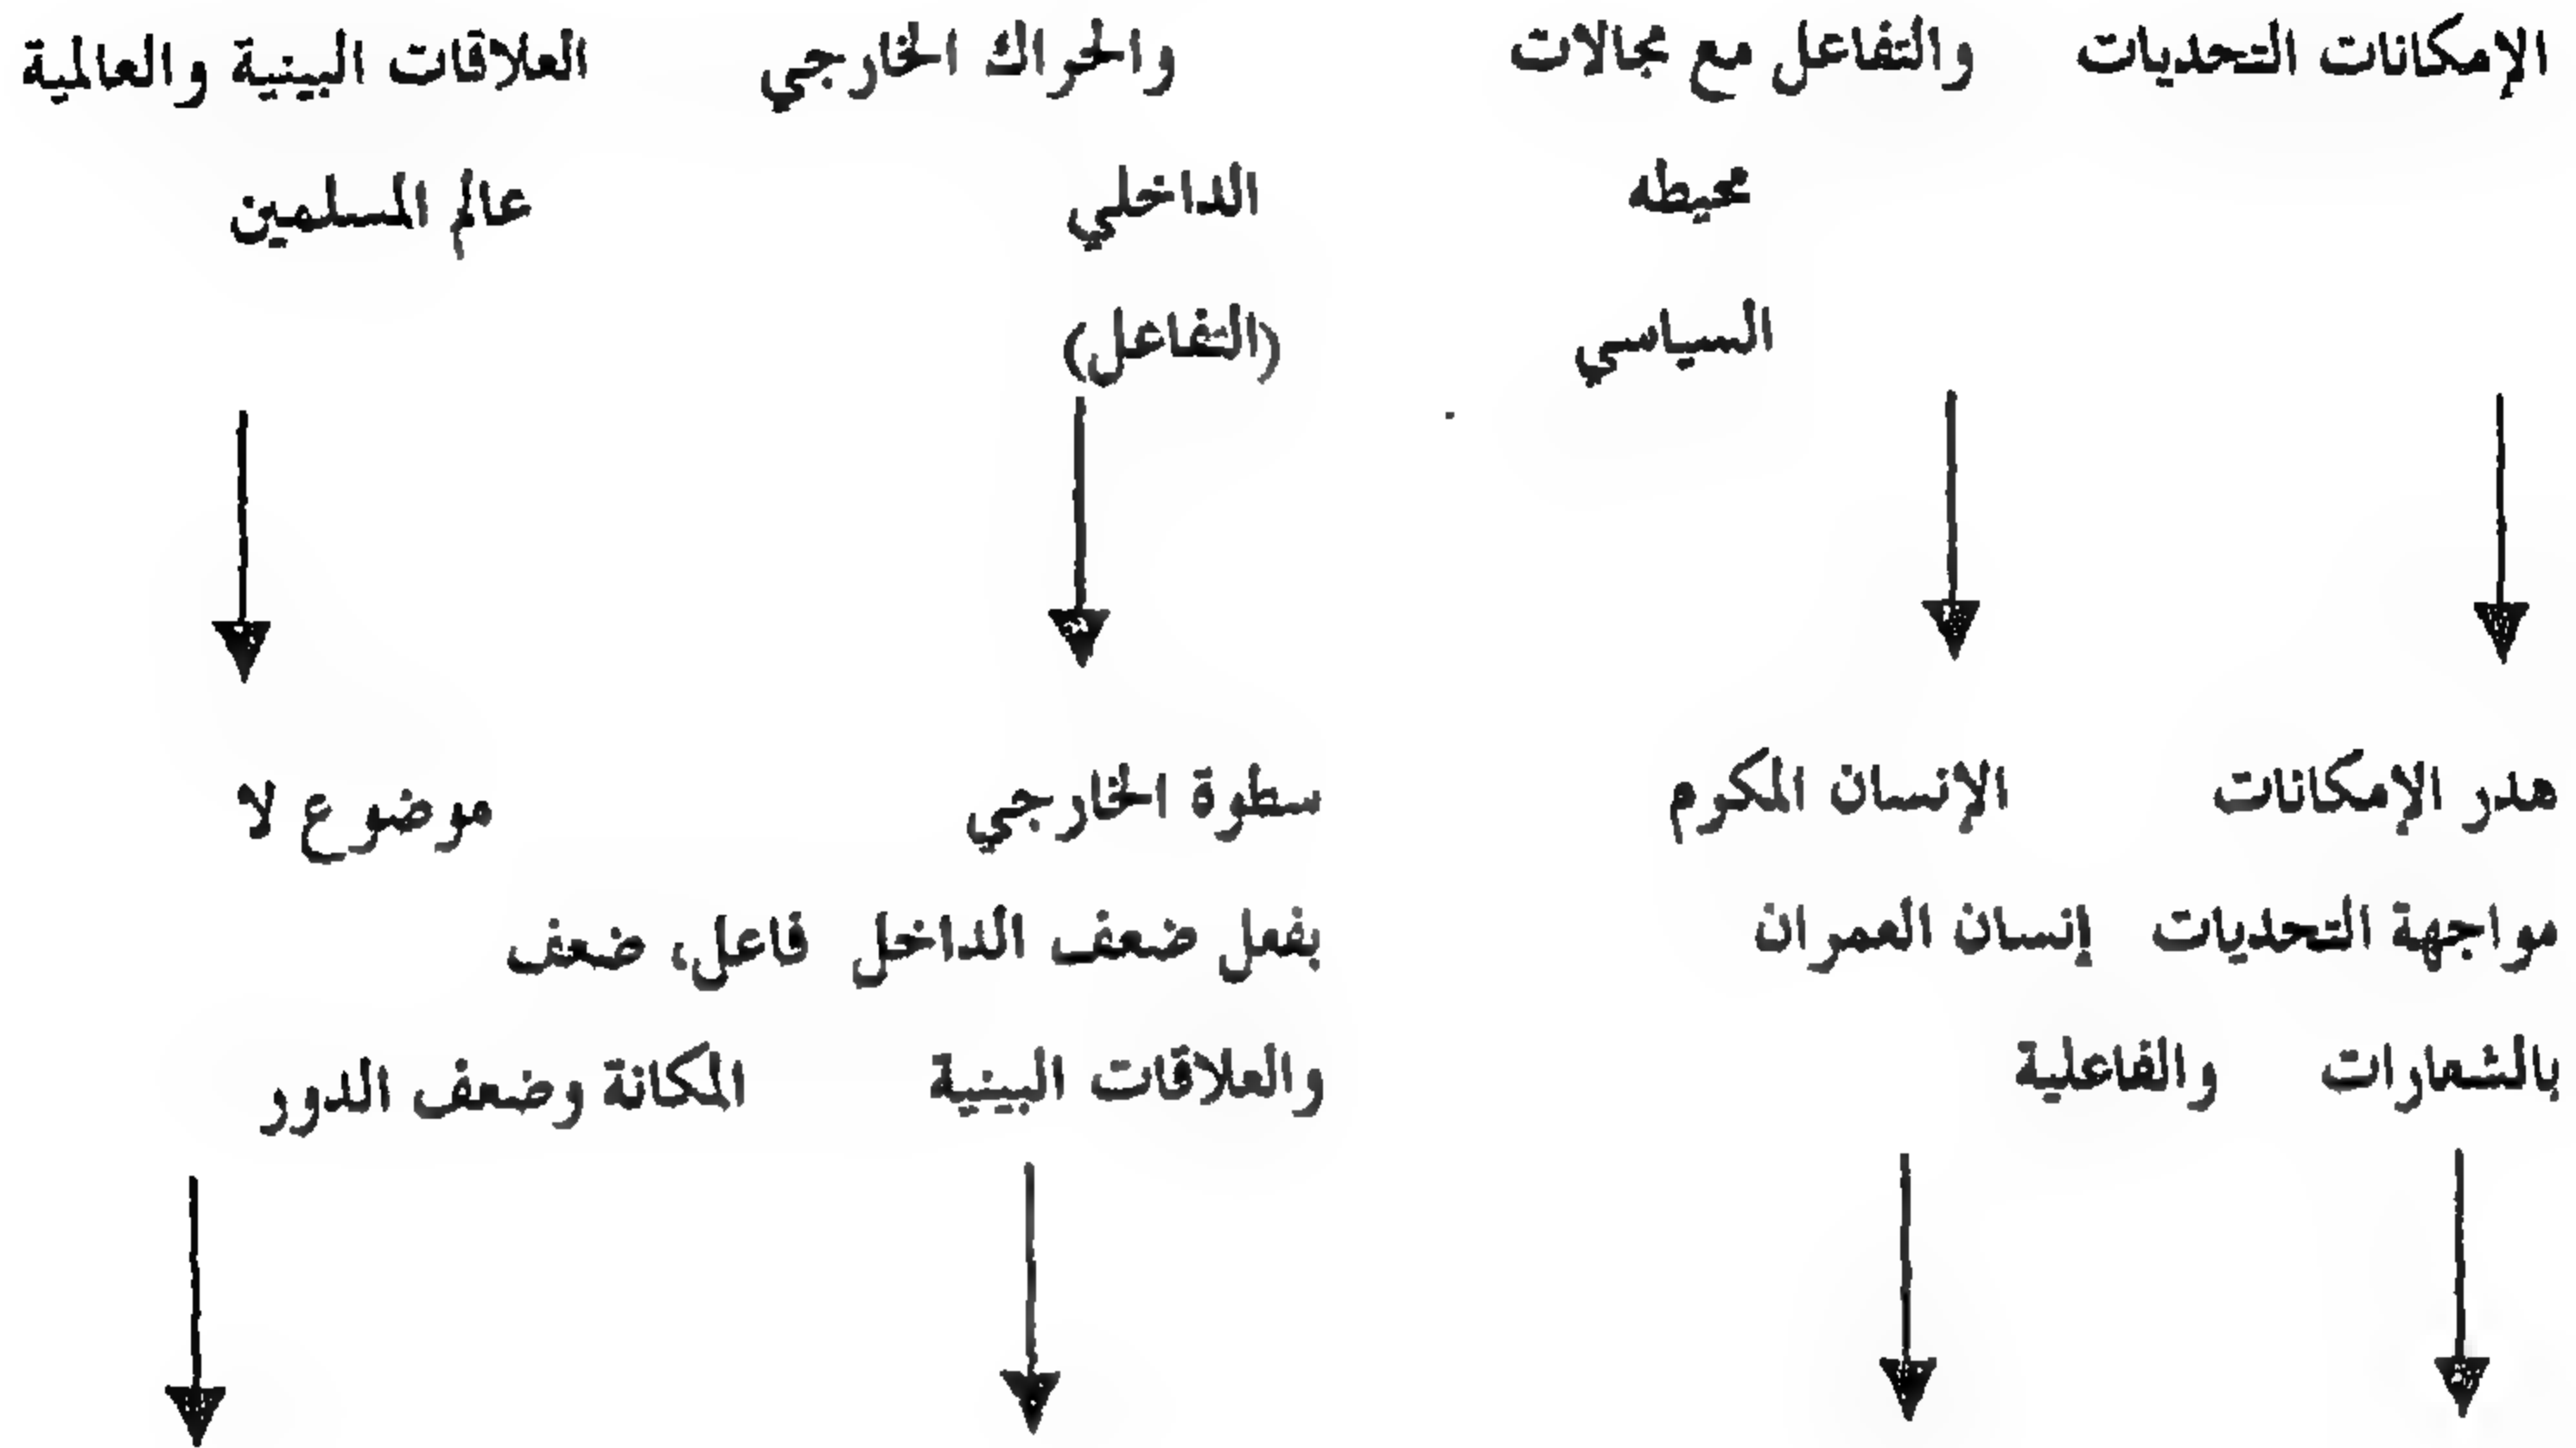 الإمكانات التحديات والتفاعل مع مجالات والحراك الخارجي العلاقات البينية والعالمية
محيطه الداخلي عالم المسلمين
السياسي (التفاعل)
هدر الإمكانات الإنسان المكرم سطوة الخارجي موضوع لا
مواجهة التحديات إنسان العمران بفعل ضعف الداخل فاعل، ضعف
بالشعارات والفاعلية والعلاقات البينية المكانة وضعف الدور